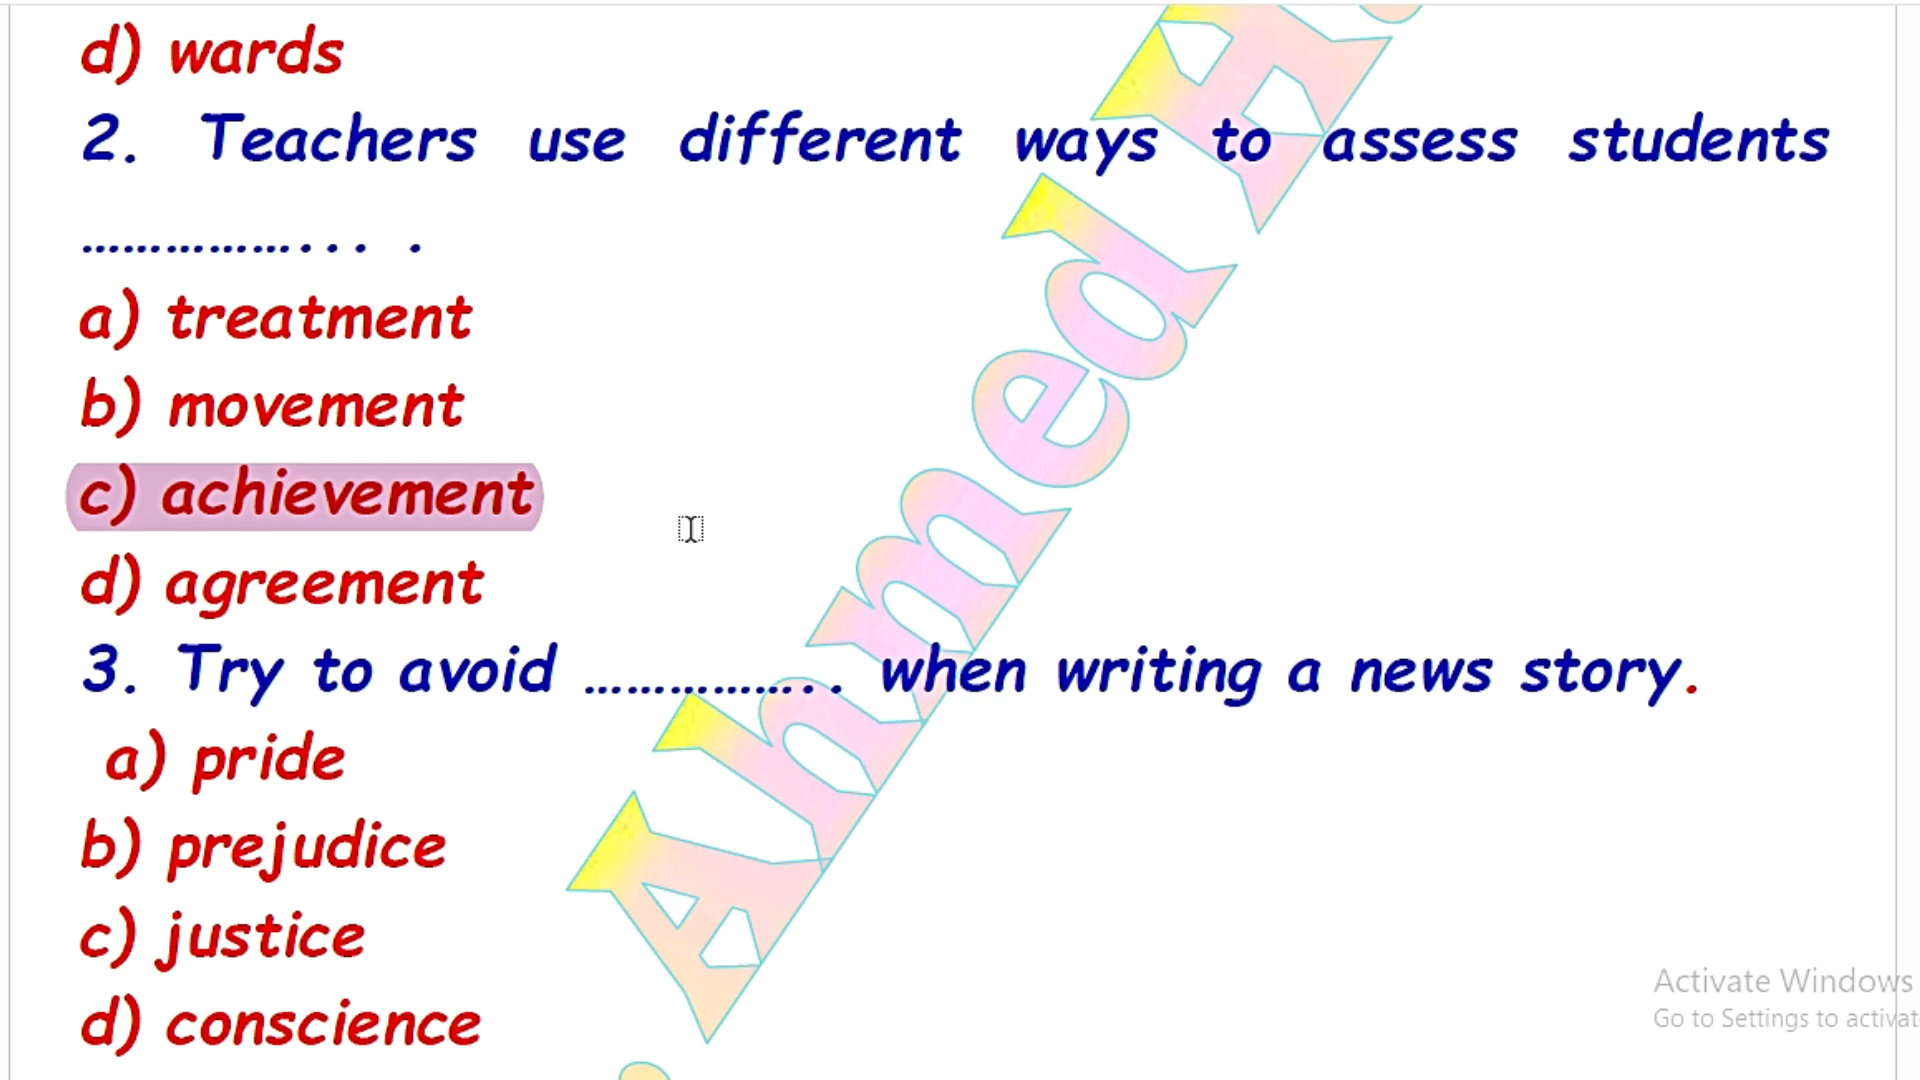 d) wards
2. Teachers use different ways to assess students
……………... .
a) treatment
b) movement
c) achievement
d) agreement
3. Try to avoid …………….. when writing a news story.
a) pride
b) prejudice
c) justice
d) conscience
Ahmed
Activate Windows
Go to Settings to activat